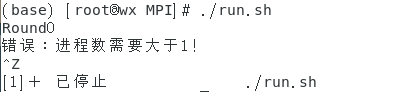 (base) [root@wx MPI]# ./run.sh
Round0
错误：进程数需要大于1！
^Z
[1]+ 已停止 _ ./run.sh